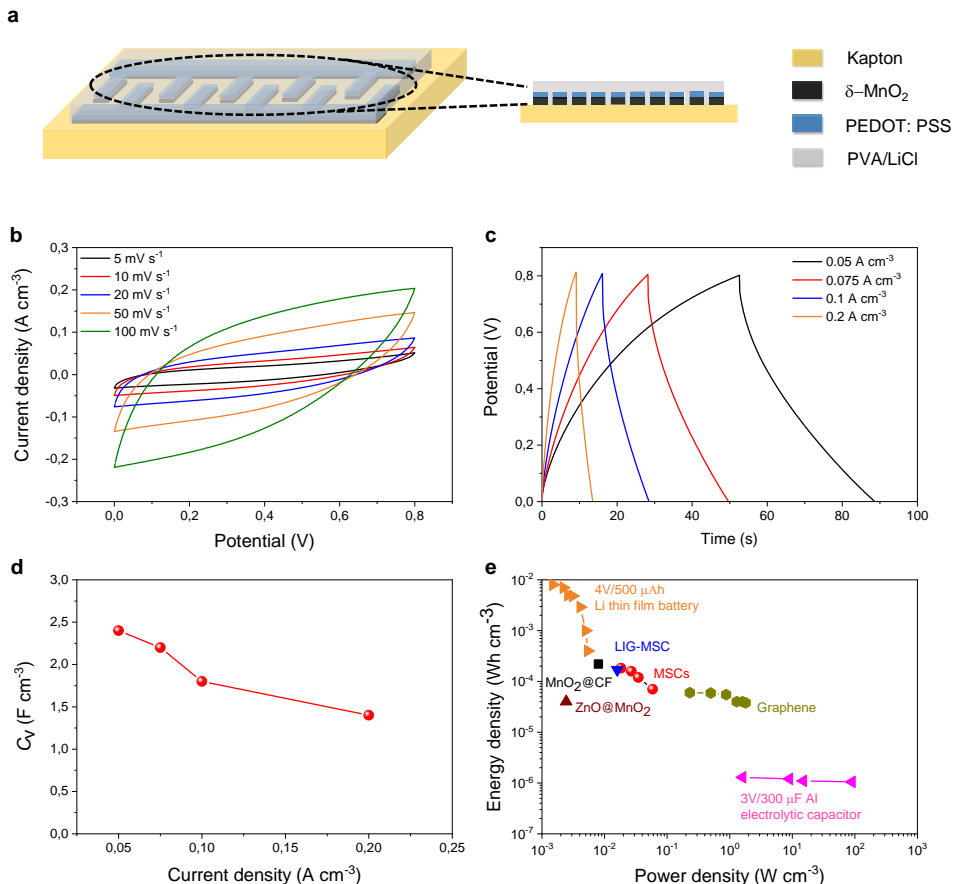 a
Kapton
δ–MnO2
PEDOT: PSS
PVA/LiCl
b
0,3
0,2
0,1
0,0
-0,1
-0,2
-0,3
Current density (A cm-3)
5 mV s-1
10 mV s-1
20 mV s-1
50 mV s-1
100 mV s-1
0,0
0,2
0,4
0,6
0,8
Potential (V)
c
0,8
0,6
0,4
0,2
0,0
Potential (V)
0.05 A cm-3
0.075 A cm-3
0.1 A cm-3
0.2 A cm-3
0
20
40
60
80
100
Time (s)
d
3,0
2,5
2,0
1,5
1,0
0,5
0,0
CV (F cm-3)
0,05
0,10
0,15
0,20
0,25
Current density (A cm-3)
e
10-2
10-3
10-4
10-5
10-6
10-7
Energy density (Wh cm-3)
4V/500 µAh
Li thin film battery
LIG-MSC
MnO2@CF
MSCs
ZnO@MnO2
Graphene
3V/300 µF Al
electrolytic capacitor
10-3
10-2
10-1
100
101
102
103
Power density (W cm-3)